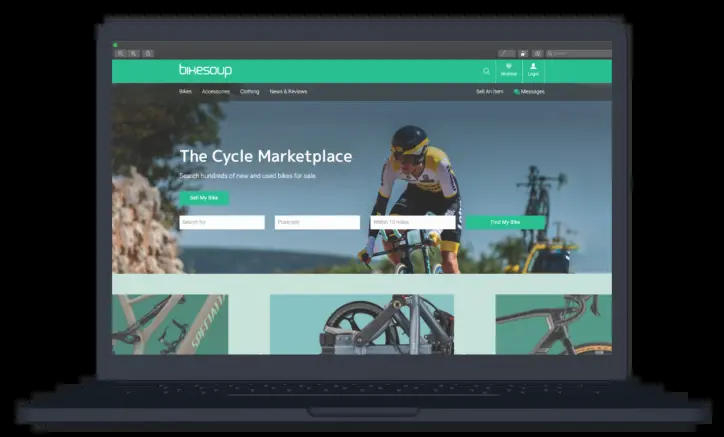 bikesoup
Wishlist
Login
Bikes
Accessories
Clothing
News & Reviews
Sell An Item
Messages
The Cycle Marketplace
Search hundreds of new and used bikes for sale.
Sell My Bike
Search for
Postcode
Within 10 miles
Find My Bike
SPECIALI